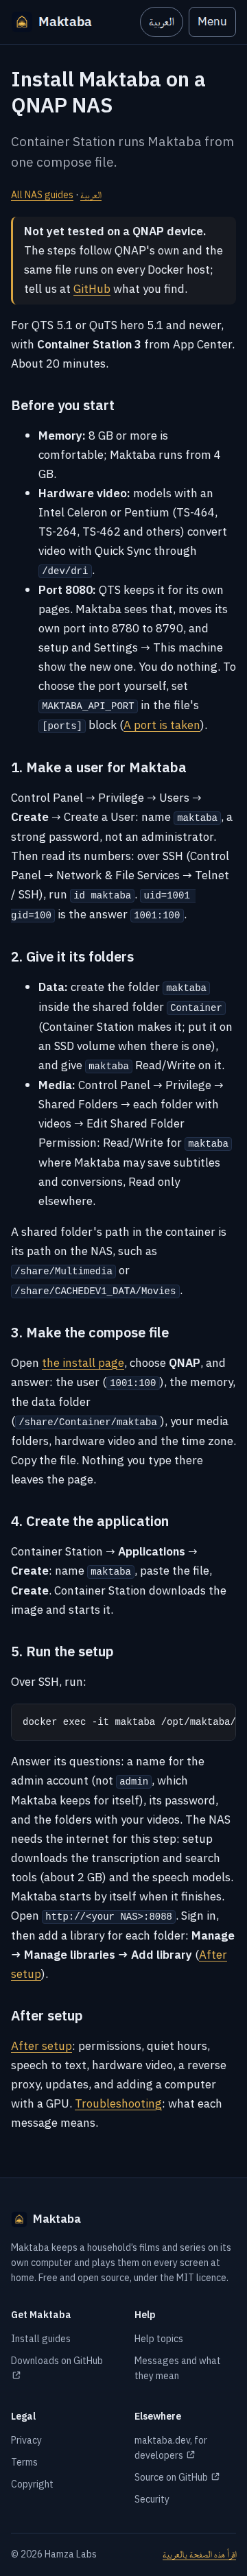 Maktaba
العربية
Menu
Install Maktaba on a
QNAP NAS
Container Station runs Maktaba from
one compose file.
All NAS guides · العربية
Not yet tested on a QNAP device.
The steps follow QNAP's own and the
same file runs on every Docker host;
tell us at GitHub what you find.
For QTS 5.1 or QuTS hero 5.1 and newer,
with Container Station 3 from App Center.
About 20 minutes.
Before you start
• Memory: 8 GB or more is
comfortable; Maktaba runs from 4
GB.
• Hardware video: models with an
Intel Celeron or Pentium (TS-464,
TS-264, TS-462 and others) convert
video with Quick Sync through
/dev/dri.
• Port 8080: QTS keeps it for its own
pages. Maktaba sees that, moves its
own port into 8780 to 8790, and
setup and Settings → This machine
show the new one. You do nothing. To
choose the port yourself, set
MAKTABA_API_PORT in the file's
[ports] block (A port is taken).
1. Make a user for Maktaba
Control Panel → Privilege → Users →
Create → Create a User: name maktaba, a
strong password, not an administrator.
Then read its numbers: over SSH (Control
Panel → Network & File Services → Telnet
/ SSH), run id maktaba. uid=1001
gid=100 is the answer 1001:100.
2. Give it its folders
• Data: create the folder maktaba
inside the shared folder Container
(Container Station makes it; put it on
an SSD volume when there is one),
and give maktaba Read/Write on it.
• Media: Control Panel → Privilege →
Shared Folders → each folder with
videos → Edit Shared Folder
Permission: Read/Write for maktaba
where Maktaba may save subtitles
and conversions, Read only
elsewhere.
A shared folder's path in the container is
its path on the NAS, such as
/share/Multimedia or
/share/CACHEDEV1_DATA/Movies.
3. Make the compose file
Open the install page, choose QNAP, and
answer: the user (1001:100), the memory,
the data folder
(/share/Container/maktaba), your media
folders, hardware video and the time zone.
Copy the file. Nothing you type there
leaves the page.
4. Create the application
Container Station → Applications →
Create: name maktaba, paste the file,
Create. Container Station downloads the
image and starts it.
5. Run the setup
Over SSH, run:
docker exec -it maktaba /opt/maktaba/
Answer its questions: a name for the
admin account (not admin, which
Maktaba keeps for itself), its password,
and the folders with your videos. The NAS
needs the internet for this step: setup
downloads the transcription and search
tools (about 2 GB) and the speech models.
Maktaba starts by itself when it finishes.
Open http://<your NAS>:8088. Sign in,
then add a library for each folder: Manage
→ Manage libraries → Add library (After
setup).
After setup
After setup: permissions, quiet hours,
speech to text, hardware video, a reverse
proxy, updates, and adding a computer
with a GPU. Troubleshooting: what each
message means.
Maktaba
Maktaba keeps a household's films and series on its
own computer and plays them on every screen at
home. Free and open source, under the MIT licence.
Get Maktaba
Install guides
Downloads on GitHub
Help
Help topics
Messages and what
they mean
Legal
Privacy
Terms
Copyright
Elsewhere
maktaba.dev, for
developers
Source on GitHub
Security
© 2026 Hamza Labs
اقرأ هذه الصفحة بالعربية